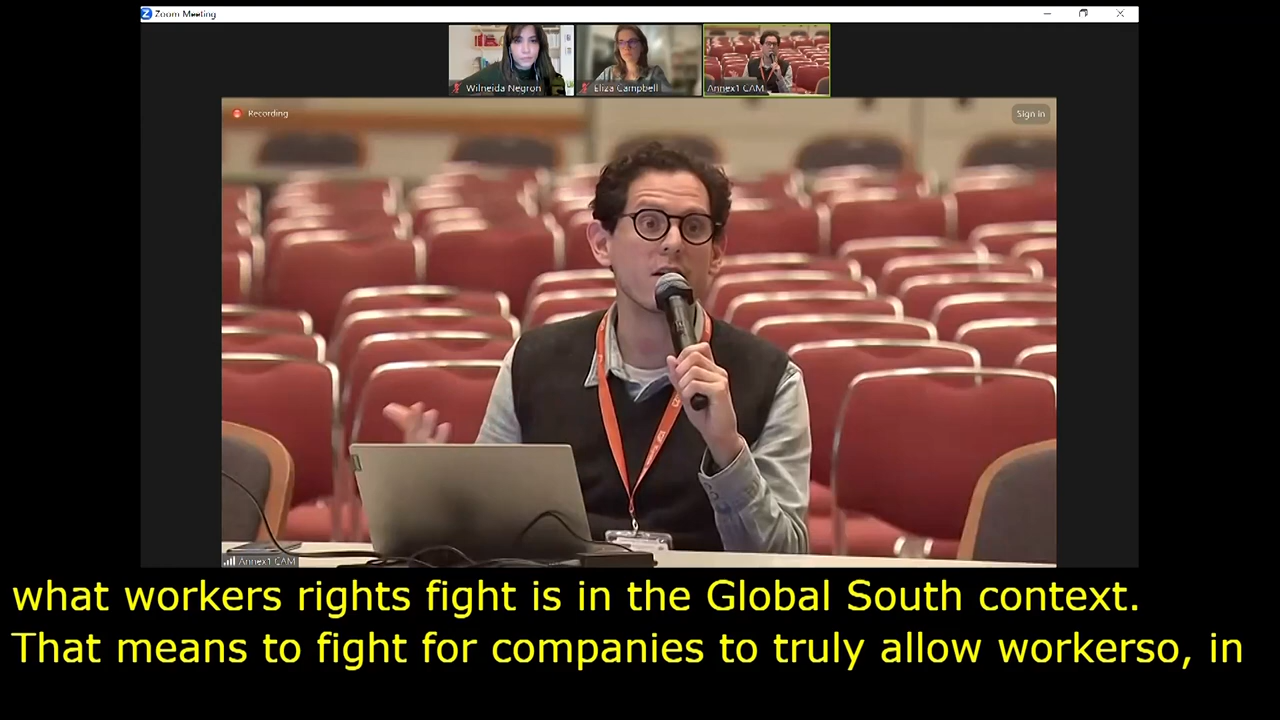 Zoom Meeting
Wilneida Negron
Eliza Campbell
Annex1 CAM
Recording
Sign in
Annex1 CAM
what workers rights fight is in the Global South context.
That means to fight for companies to truly allow workerso, in